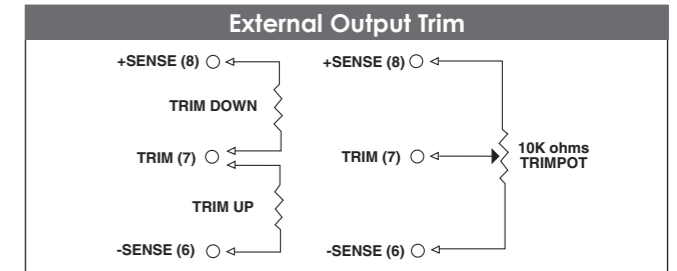 External Output Trim
+SENSE (8)
TRIM DOWN
TRIM (7)
TRIM UP
-SENSE (6)
+SENSE (8)
TRIM (7)
10K ohms
TRIMPOT
-SENSE (6)